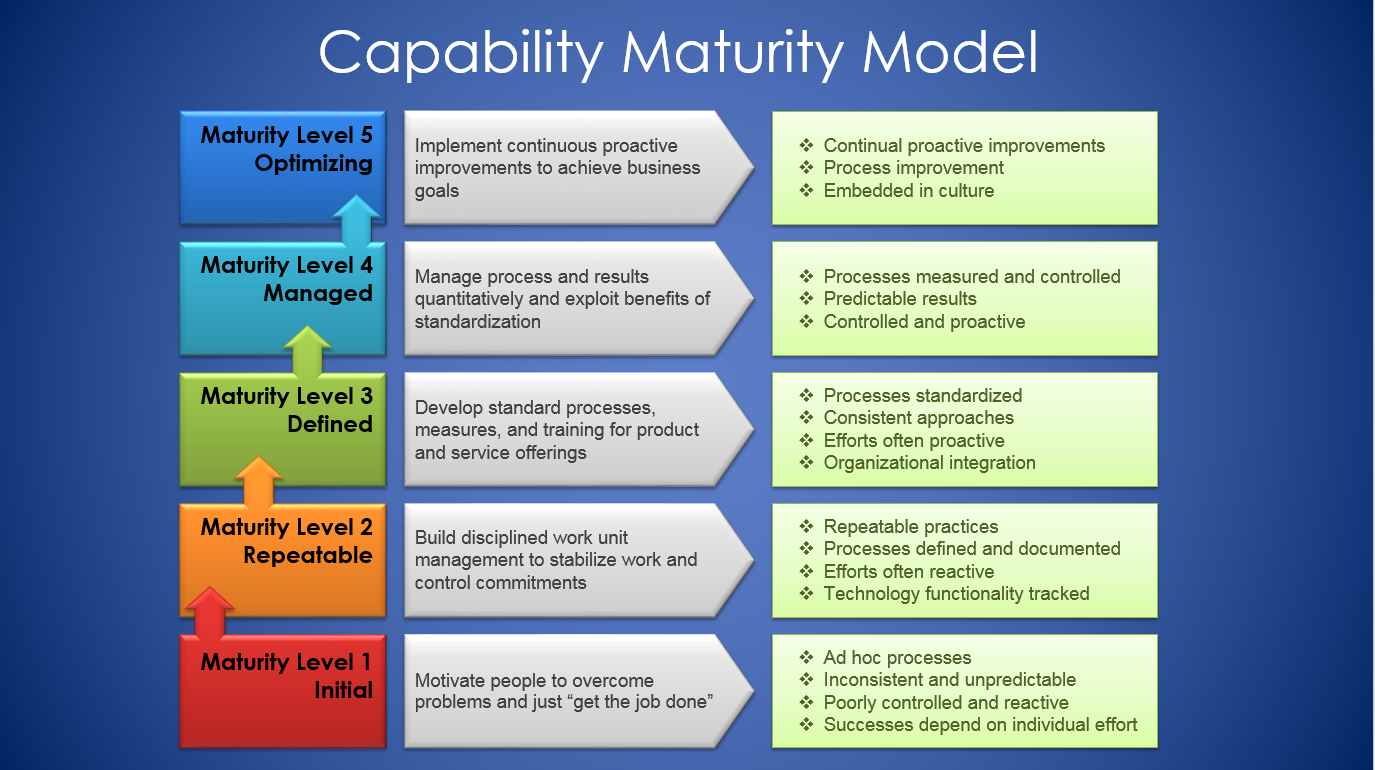 Capability Maturity Model
Maturity Level 5
Optimizing
Implement continuous proactive
improvements to achieve business
goals
❖ Continual proactive improvements
❖ Process improvement
❖ Embedded in culture
Maturity Level 4
Managed
Manage process and results
quantitatively and exploit benefits of
standardization
❖ Processes measured and controlled
❖ Predictable results
❖ Controlled and proactive
Maturity Level 3
Defined
Develop standard processes,
measures, and training for product
and service offerings
❖ Processes standardized
❖ Consistent approaches
❖ Efforts often proactive
❖ Organizational integration
Maturity Level 2
Repeatable
Build disciplined work unit
management to stabilize work and
control commitments
❖ Repeatable practices
❖ Processes defined and documented
❖ Efforts often reactive
❖ Technology functionality tracked
Maturity Level 1
Initial
Motivate people to overcome
problems and just “get the job done”
❖ Ad hoc processes
❖ Inconsistent and unpredictable
❖ Poorly controlled and reactive
❖ Successes depend on individual effort